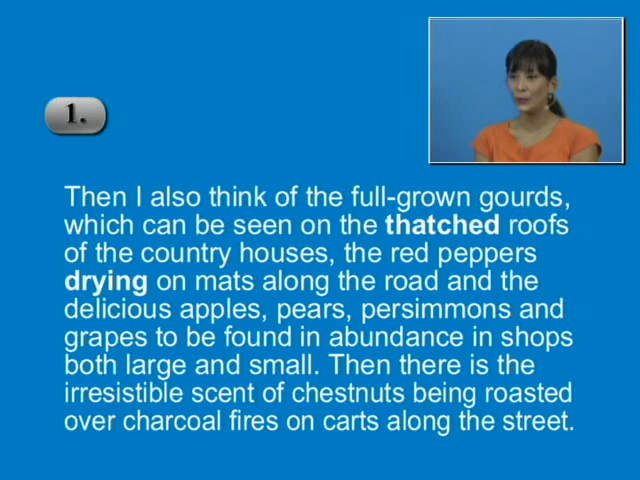 1.
Then I also think of the full-grown gourds,
which can be seen on the thatched roofs
of the country houses, the red peppers
drying on mats along the road and the
delicious apples, pears, persimmons and
grapes to be found in abundance in shops
both large and small. Then there is the
irresistible scent of chestnuts being roasted
over charcoal fires on carts along the street.